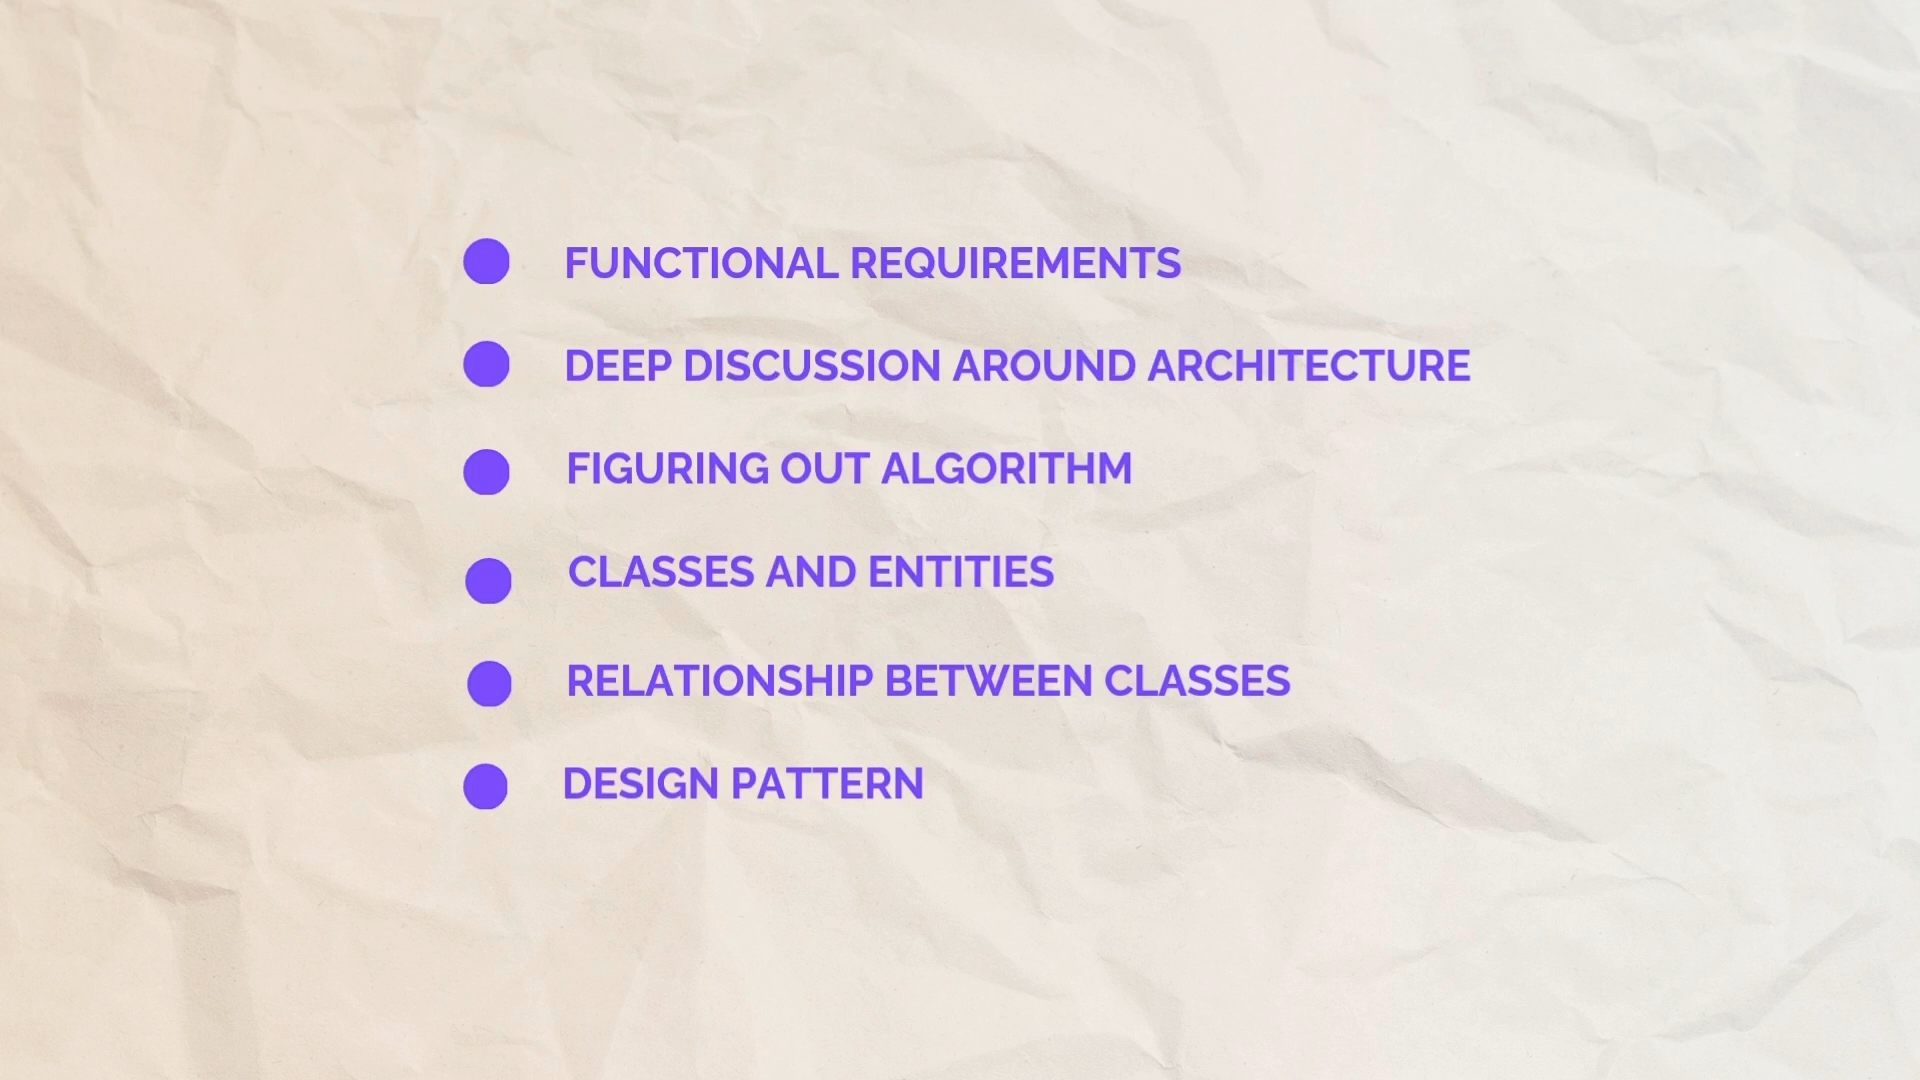 FUNCTIONAL REQUIREMENTS
DEEP DISCUSSION AROUND ARCHITECTURE
FIGURING OUT ALGORITHM
CLASSES AND ENTITIES
RELATIONSHIP BETWEEN CLASSES
DESIGN PATTERN